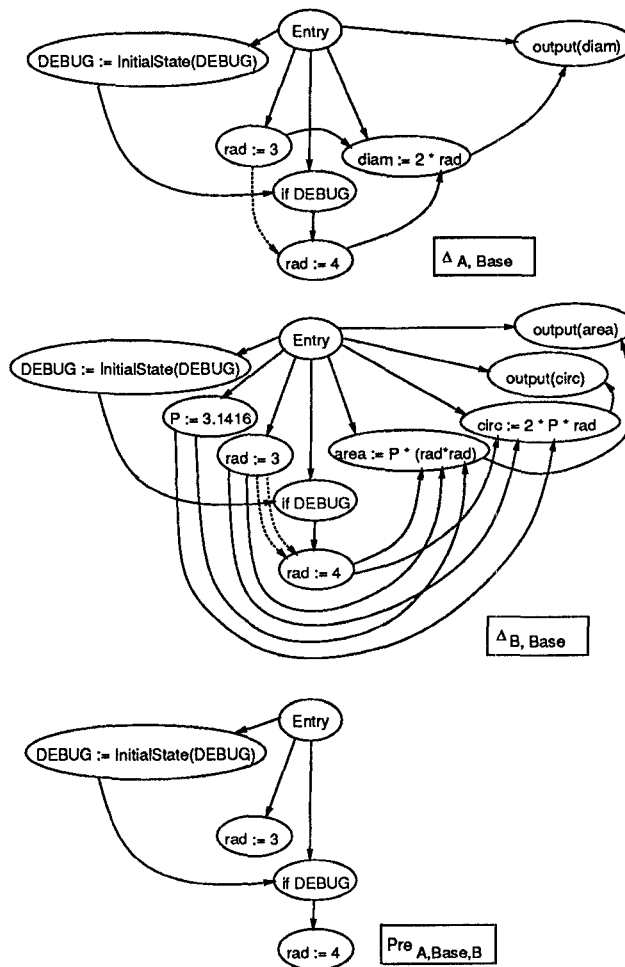 Entry
DEBUG := InitialState(DEBUG)
output(diam)
rad := 3
diam := 2 * rad
if DEBUG
rad := 4
Δ A, Base
Entry
output(area)
DEBUG := InitialState(DEBUG)
output(circ)
P := 3.1416
circ := 2 * P * rad
rad := 3
area := P * (rad*rad)
if DEBUG
rad := 4
Δ B, Base
Entry
DEBUG := InitialState(DEBUG)
rad := 3
if DEBUG
rad := 4
Pre A,Base,B